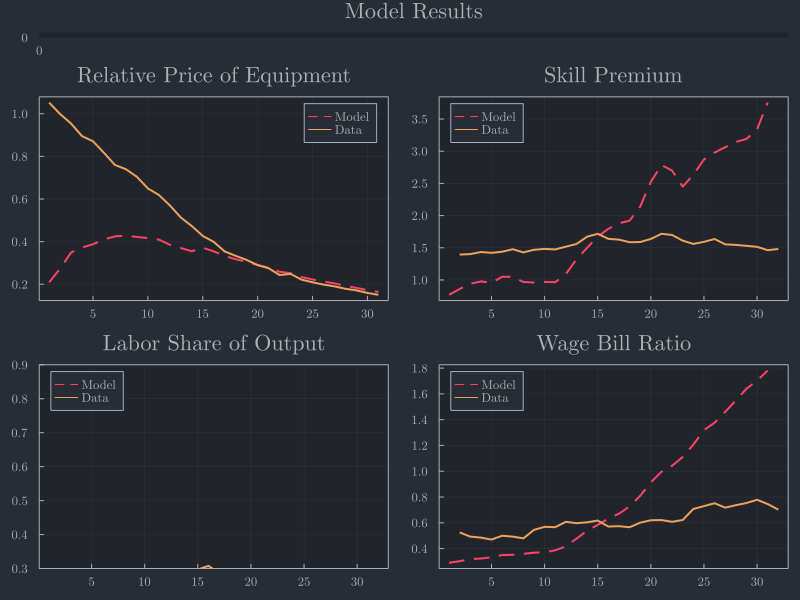 Model Results
0
0
Relative Price of Equipment
Model
Data
1.0
0.8
0.6
0.4
0.2
5 10 15 20 25 30
Skill Premium
Model
Data
3.5
3.0
2.5
2.0
1.5
1.0
5 10 15 20 25 30
Labor Share of Output
Model
Data
0.9
0.8
0.7
0.6
0.5
0.4
0.3
5 10 15 20 25 30
Wage Bill Ratio
Model
Data
1.8
1.6
1.4
1.2
1.0
0.8
0.6
0.4
5 10 15 20 25 30